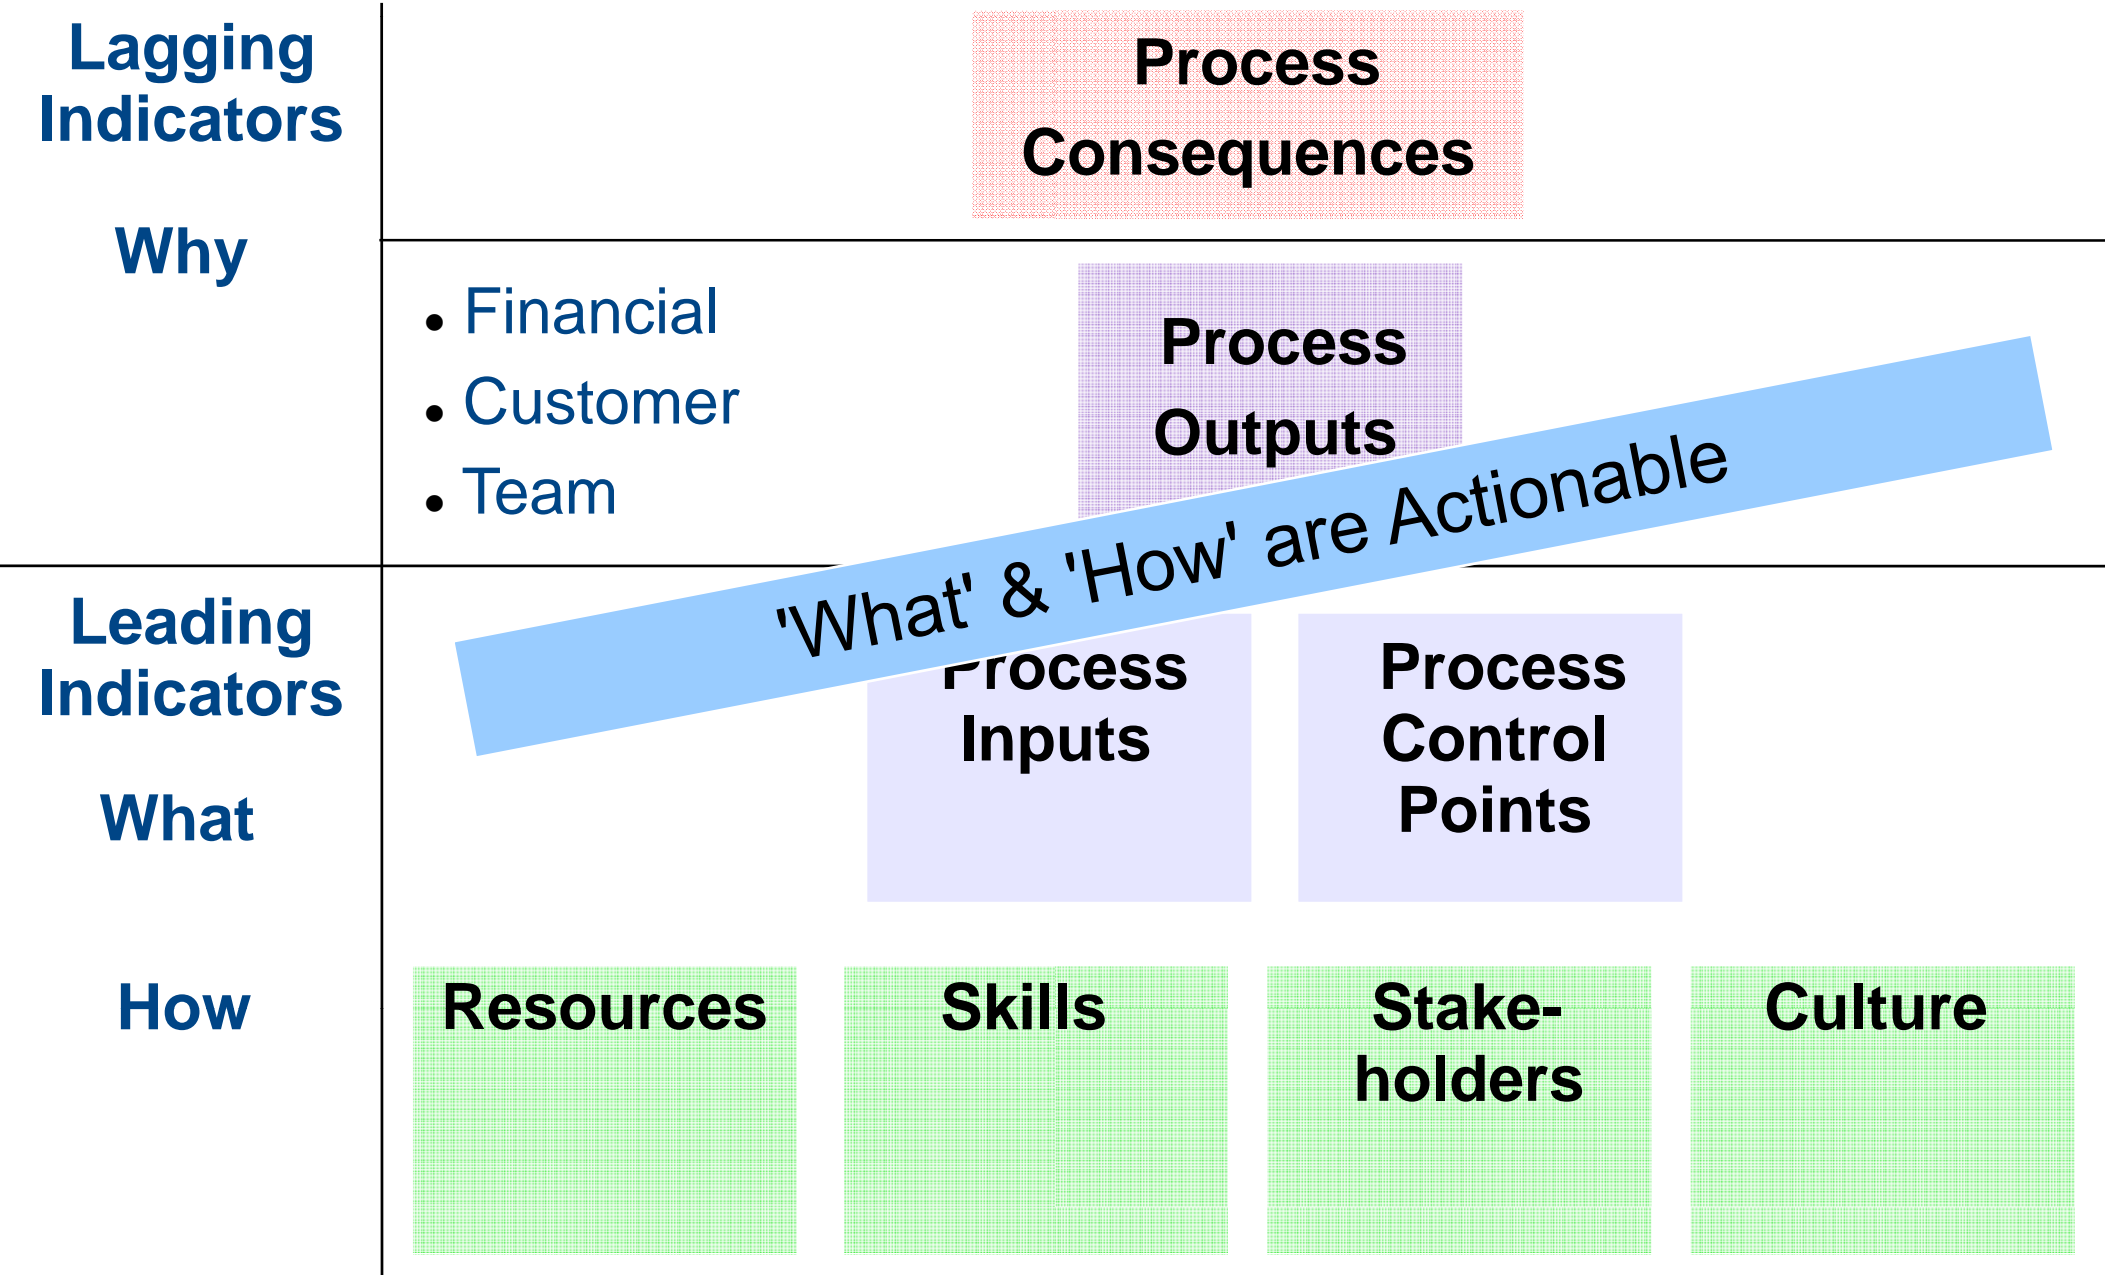 Lagging
Indicators
Why
Process
Consequences
Financial
Customer
Team
Process
Outputs
'What' & 'How' are Actionable
Leading
Indicators
What
Process
Inputs
Process
Control
Points
How
Resources
Skills
Stake-
holders
Culture